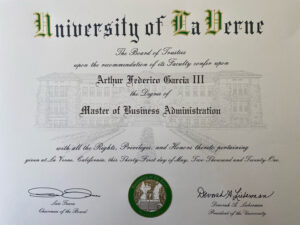 University of La Verne
The Board of Trustees
upon the recommendation of its Faculty confer upon
Arthur Federico Garcia III
the Degree of
Master of Business Administration
with all the Rights, Privileges, and Honors thereto pertaining
given at La Verne, California, this Thirty-First day of May, Two Thousand and Twenty One.
Chairman of the Board
Devorah A. Lieberman
Devorah A. Lieberman
President of the University